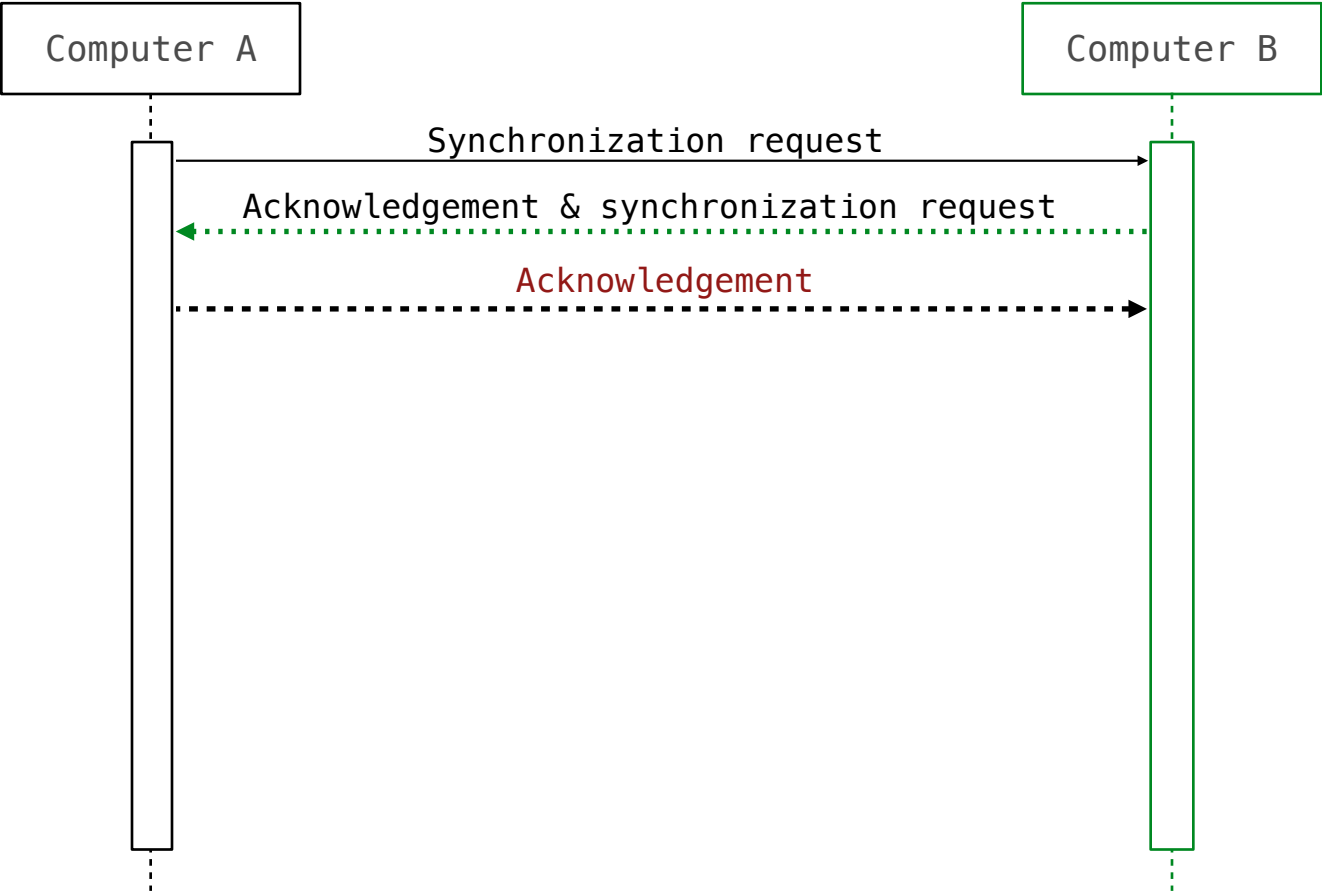 Computer A
Computer B
Synchronization request
Acknowledgement & synchronization request
Acknowledgement